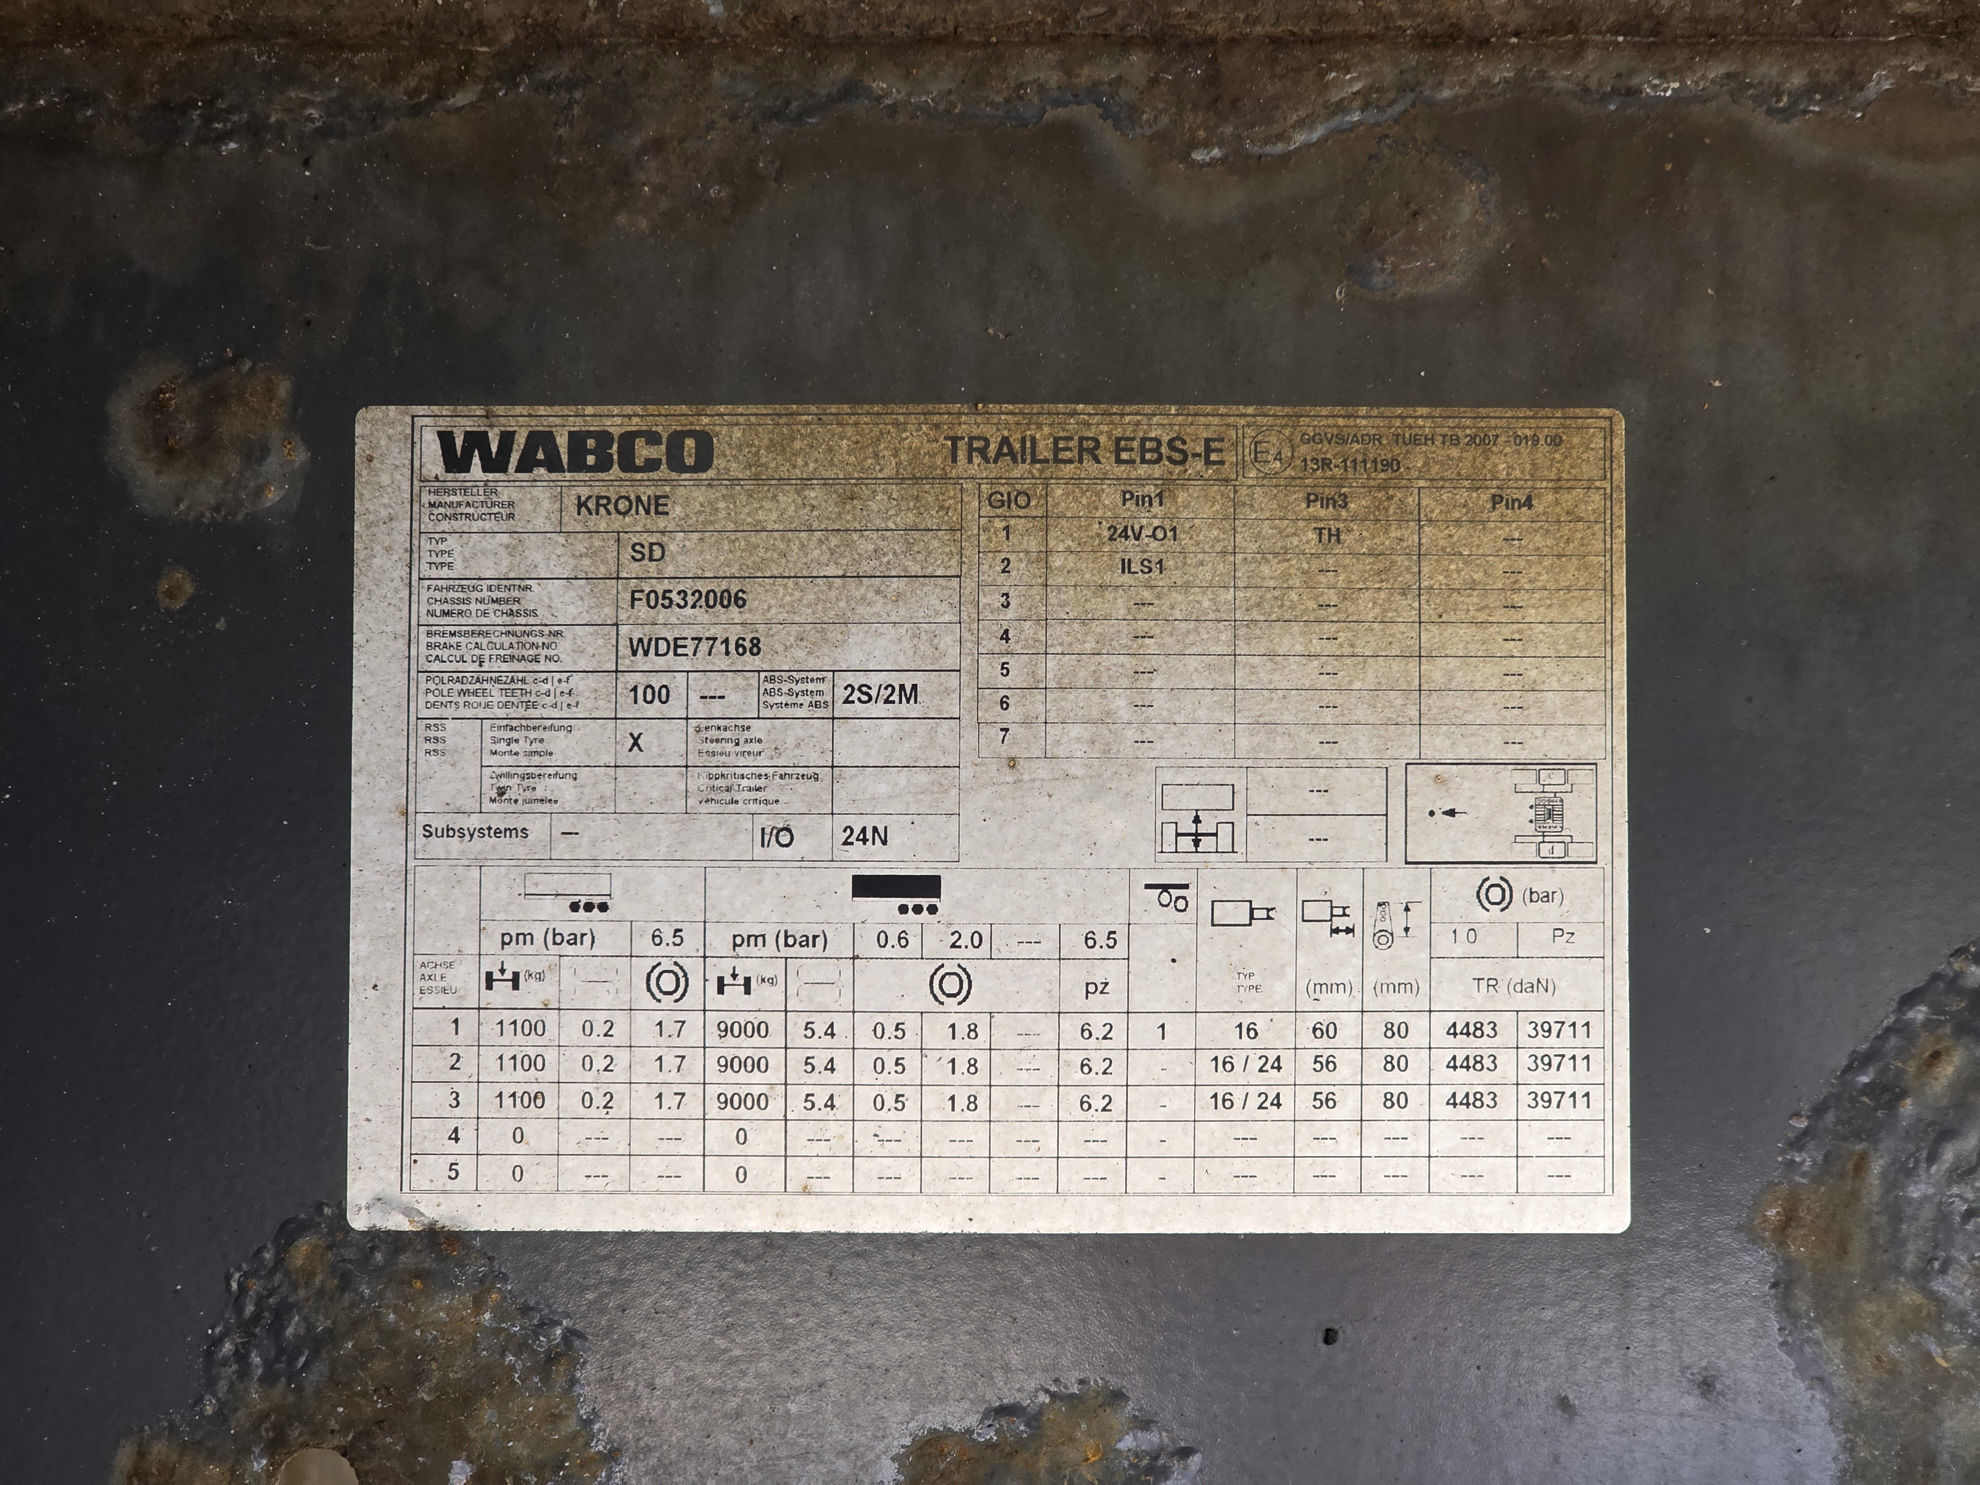 WABCO TRAILER EBS-E E4 GGVS/ADR TUEH TB 2007 - 019.00
13R-111190
HERSTELLER
MANUFACTURER
CONSTRUCTEUR
KRONE
TYP
TYPE
TYPE
SD
FAHRZEUG IDENTNR.
CHASSIS NUMBER
NUMERO DE CHASSIS
F0532006
BREMSBERECHNUNGS-NR.
BRAKE CALCULATION NO
CALCUL DE FREINAGE NO.
WDE77168
POLRADZÄHNEZAHL c-d | e-f
POLE WHEEL TEETH c-d | e-f
DENTS ROUE DENTÉE c-d | e-f
100 ---
ABS-System
ABS-System
Système ABS
2S/2M
RSS
RSS
RSS
Einfachbereifung
Single Tyre
Monte simple
X
Lenkachse
Steering axle
Essieu vireur
Zwillingsbereifung
Twin Tyre
Monte jumelee
Kippkritisches Fahrzeug
Critical Trailer
vehicule critique
Subsystems --- I/O 24N
GIO Pin1 Pin3 Pin4
1 24V-O1 TH ---
2 ILS1 --- ---
3 --- --- ---
4 --- --- ---
5 --- --- ---
6 --- --- ---
7 --- --- ---
---
---
c
d
(bar)
pm (bar) 6.5 pm (bar) 0.6 2.0 --- 6.5 1.0 Pz
ACHSE
AXLE
ESSIEU
(kg) (kg) pz
TYP
TYPE
(mm) (mm) TR (daN)
1 1100 0.2 1.7 9000 5.4 0.5 1.8 --- 6.2 1 16 60 80 4483 39711
2 1100 0.2 1.7 9000 5.4 0.5 1.8 --- 6.2 - 16 / 24 56 80 4483 39711
3 1100 0.2 1.7 9000 5.4 0.5 1.8 --- 6.2 - 16 / 24 56 80 4483 39711
4 0 --- --- 0 --- --- --- --- --- - --- --- --- --- ---
5 0 --- --- 0 --- --- --- --- --- - --- --- --- --- ---